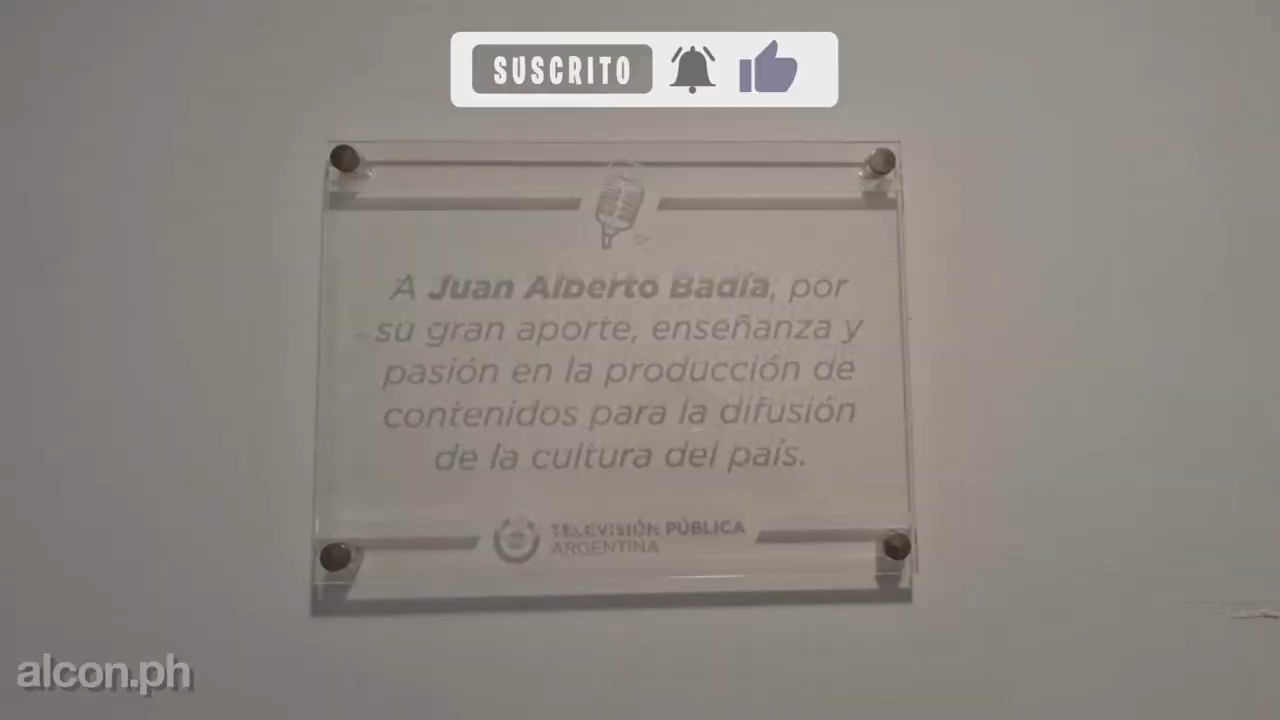 SUSCRITO
A Juan Alberto Badía, por
su gran aporte, enseñanza y
pasión en la producción de
contenidos para la difusión
de la cultura del país.
TELEVISIÓN PÚBLICA
ARGENTINA
alcon.ph